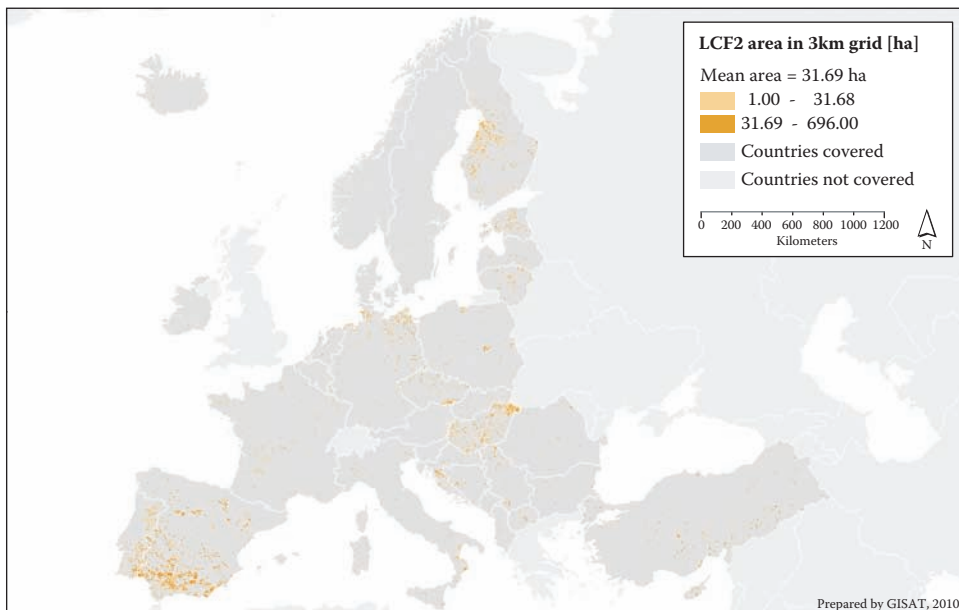 LCF2 area in 3km grid [ha]
Mean area = 31.69 ha
1.00 - 31.68
31.69 - 696.00
Countries covered
Countries not covered
0 200 400 600 800 1000 1200
Kilometers
N
Prepared by GISAT, 2010